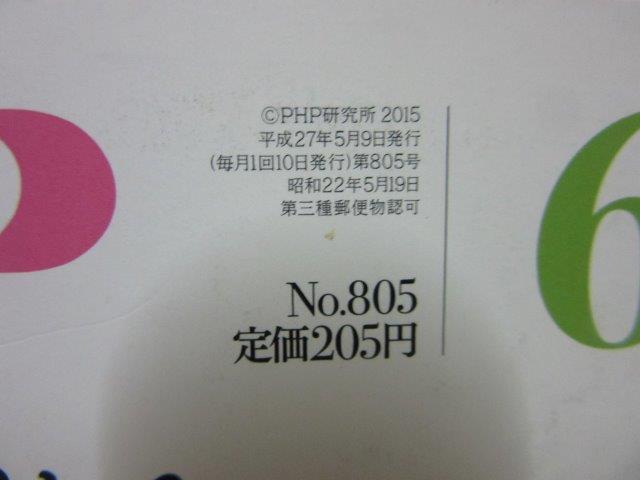 ©PHP研究所 2015
平成27年5月9日発行
(毎月1回10日発行)第805号
昭和22年5月19日
第三種郵便物認可
No.805
定価205円
6